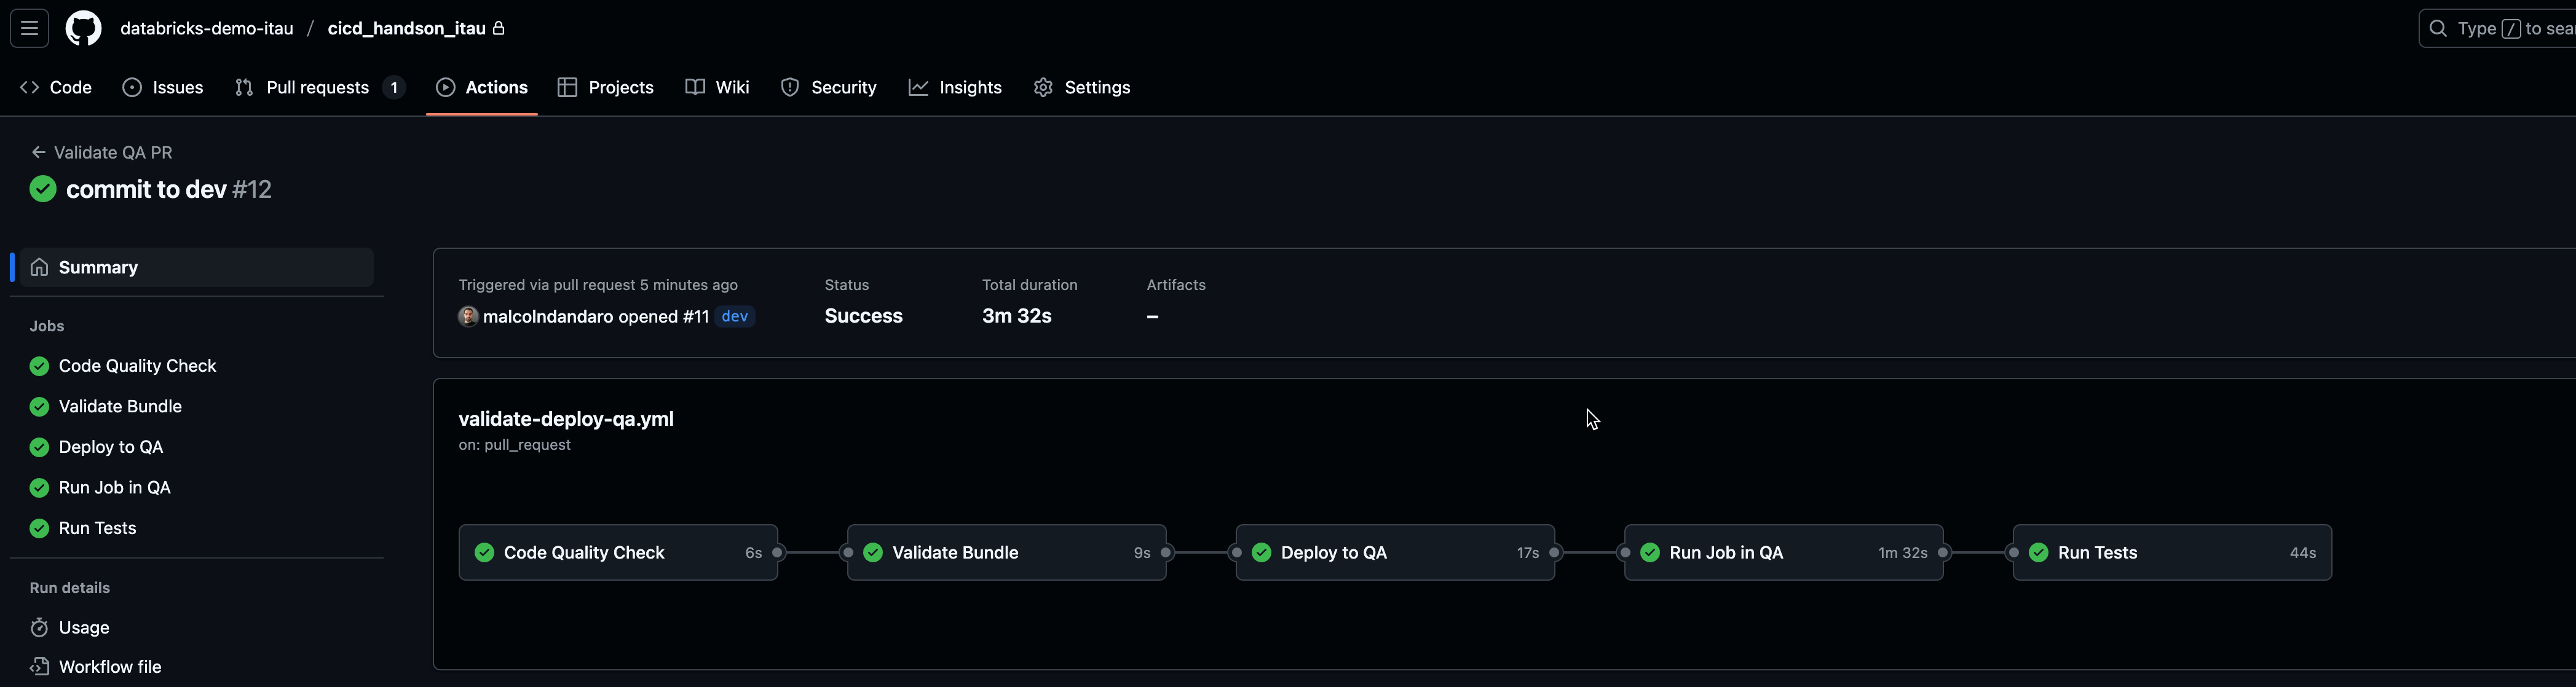 databricks-demo-itau / cicd_handson_itau
Type / to sea
Code Issues Pull requests 1 Actions Projects Wiki Security Insights Settings
Validate QA PR
commit to dev #12
Summary
Jobs
Code Quality Check
Validate Bundle
Deploy to QA
Run Job in QA
Run Tests
Run details
Usage
Workflow file
Triggered via pull request 5 minutes ago
malcolndandaro opened #11 dev
Status
Success
Total duration
3m 32s
Artifacts
–
validate-deploy-qa.yml
on: pull_request
Code Quality Check 6s
Validate Bundle 9s
Deploy to QA 17s
Run Job in QA 1m 32s
Run Tests 44s